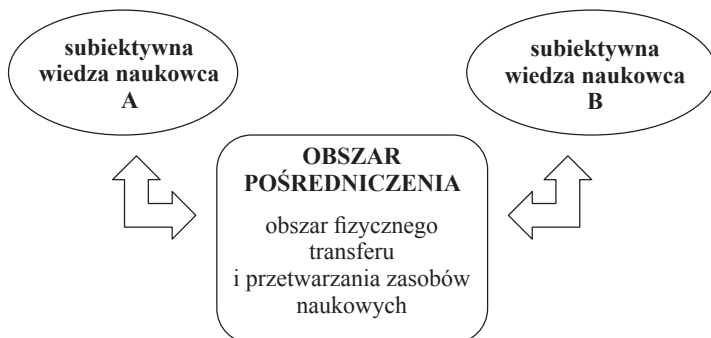 subiektywna
wiedza naukowca
A
subiektywna
wiedza naukowca
B
OBSZAR
POŚREDNICZENIA
obszar fizycznego
transferu
i przetwarzania zasobów
naukowych